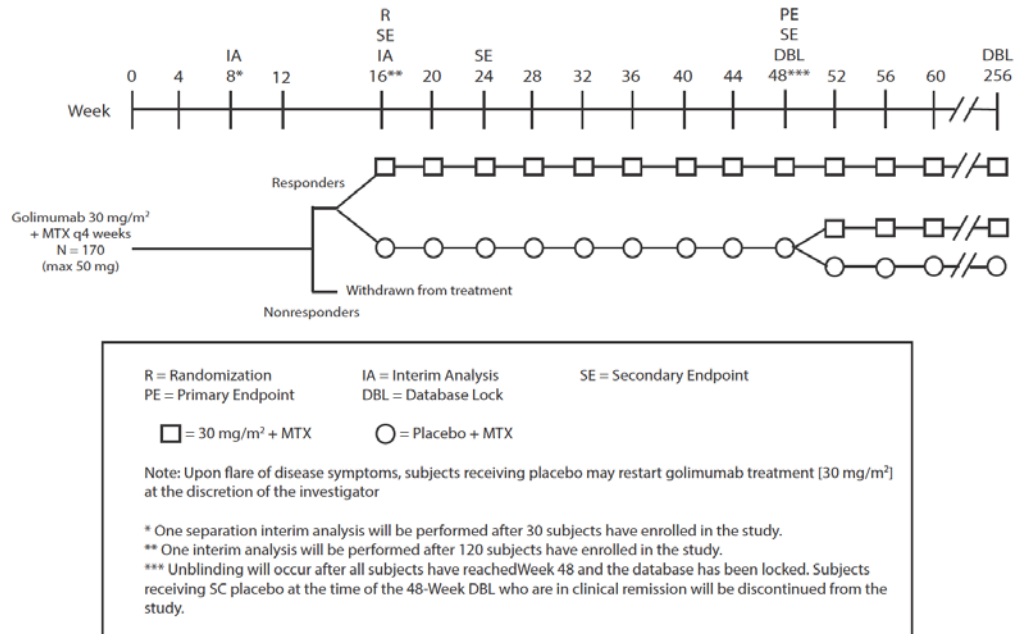 R
SE
IA
IA
SE
PE
SE
DBL
DBL
0 4 8* 12 16** 20 24 28 32 36 40 44 48*** 52 56 60 256
Week
Responders
Golimumab 30 mg/m²
+ MTX q4 weeks
N = 170
(max 50 mg)
Withdrawn from treatment
Nonresponders
R = Randomization IA = Interim Analysis SE = Secondary Endpoint
PE = Primary Endpoint DBL = Database Lock
= 30 mg/m² + MTX = Placebo + MTX
Note: Upon flare of disease symptoms, subjects receiving placebo may restart golimumab treatment [30 mg/m²]
at the discretion of the investigator
* One separation interim analysis will be performed after 30 subjects have enrolled in the study.
** One interim analysis will be performed after 120 subjects have enrolled in the study.
*** Unblinding will occur after all subjects have reachedWeek 48 and the database has been locked. Subjects
receiving SC placebo at the time of the 48-Week DBL who are in clinical remission will be discontinued from the
study.